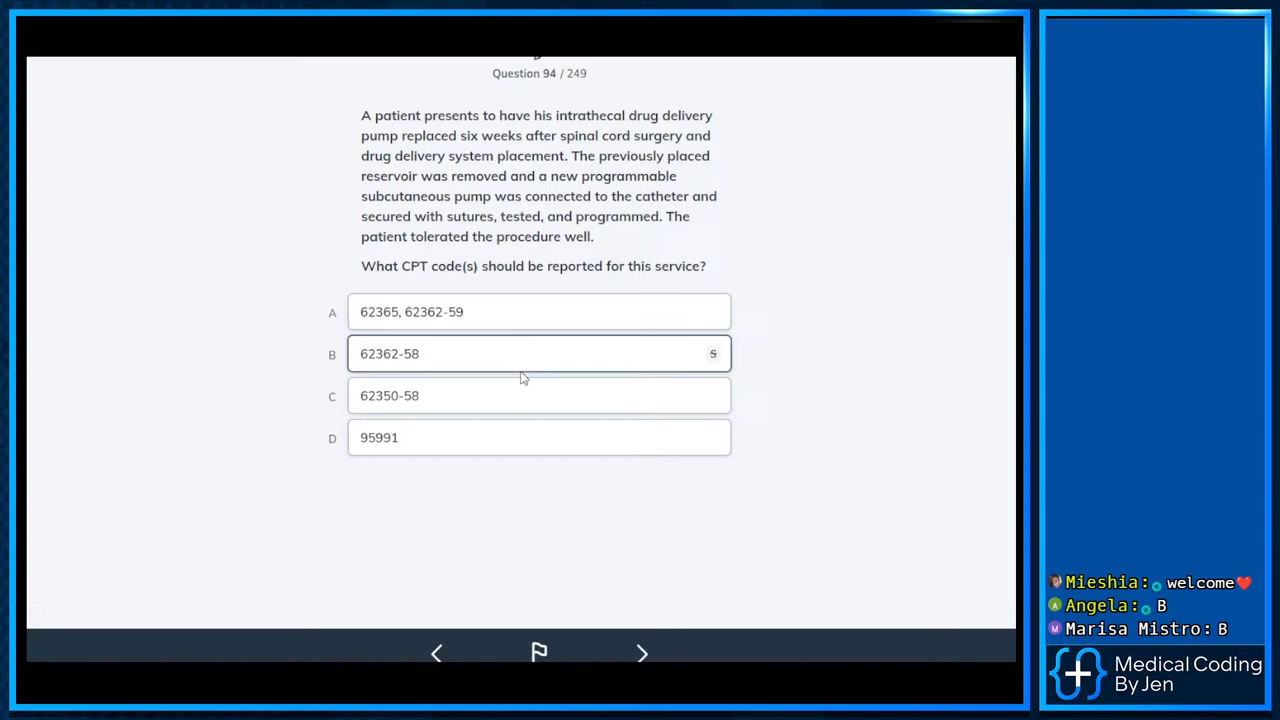 Question 94 / 249
A patient presents to have his intrathecal drug delivery
pump replaced six weeks after spinal cord surgery and
drug delivery system placement. The previously placed
reservoir was removed and a new programmable
subcutaneous pump was connected to the catheter and
secured with sutures, tested, and programmed. The
patient tolerated the procedure well.
What CPT code(s) should be reported for this service?
A 62365, 62362-59
B 62362-58 S
C 62350-58
D 95991
Mieshia: welcome❤️
A Angela: B
M Marisa Mistro: B
Medical Coding
By Jen